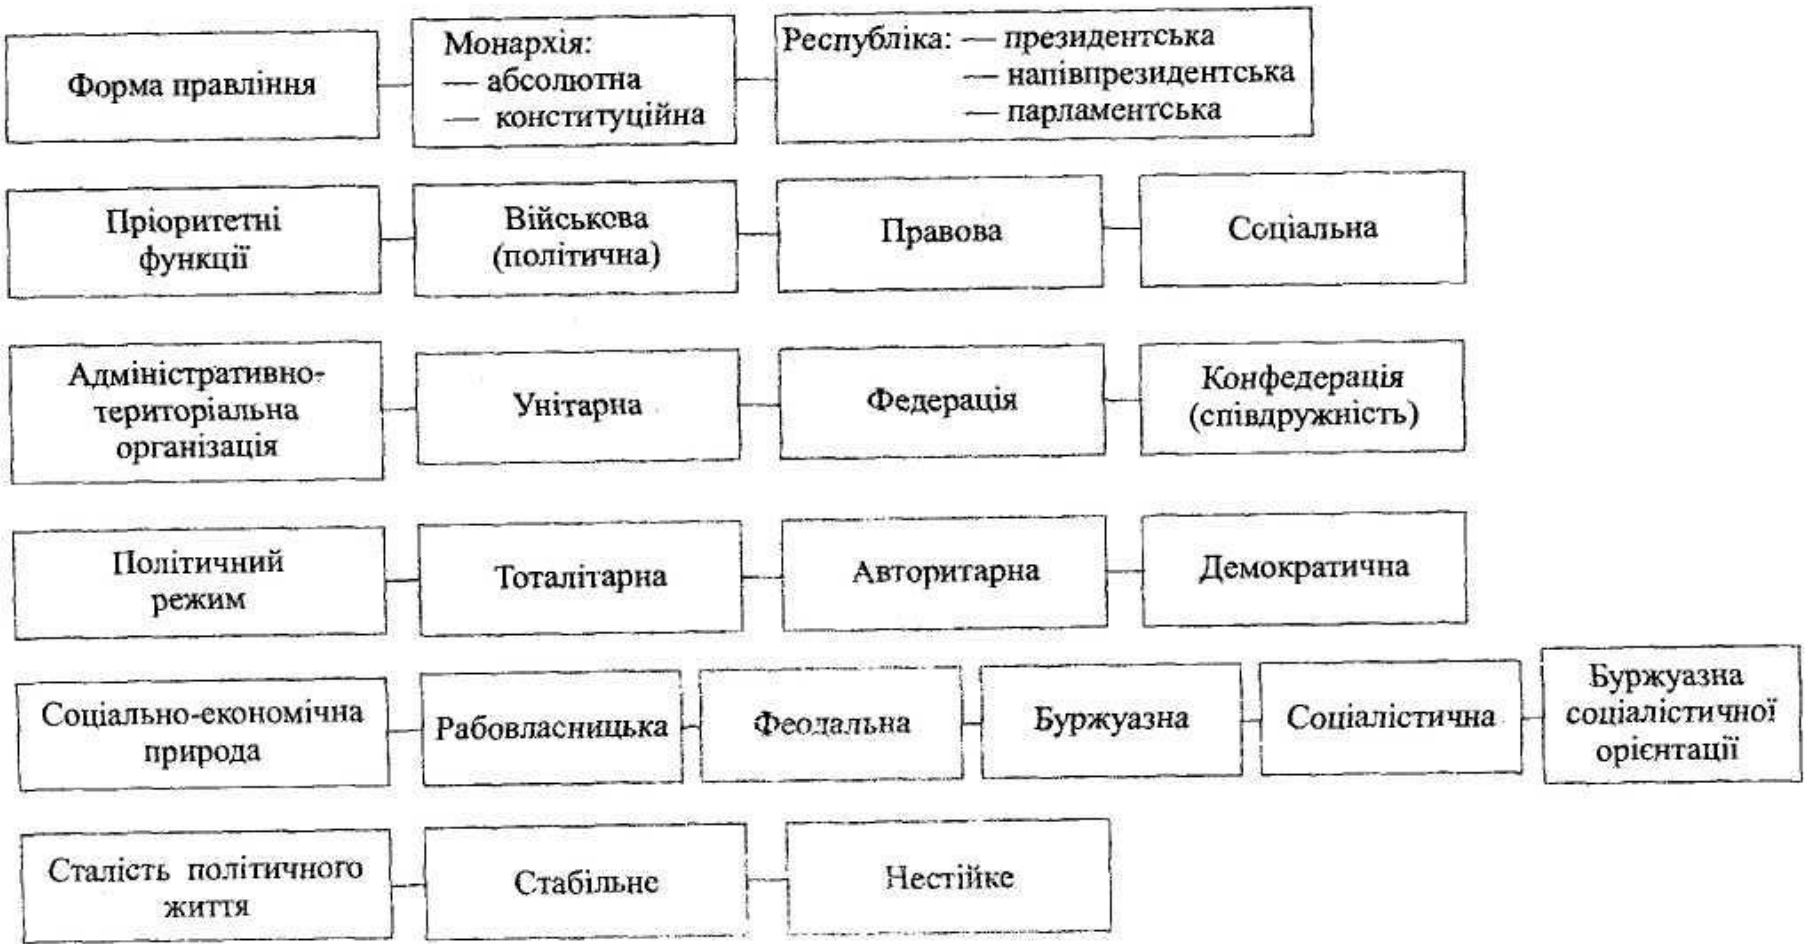 Форма правління
Монархія:
— абсолютна
— конституційна
Республіка: — президентська
— напівпрезидентська
— парламентська
Пріоритетні
функції
Військова
(політична)
Правова
Соціальна
Адміністративно-
територіальна
організація
Унітарна
Федерація
Конфедерація
(співдружність)
Політичний
режим
Тоталітарна
Авторитарна
Демократична
Соціально-економічна
природа
Рабовласницька
Феодальна
Буржуазна
Соціалістична
Буржуазна
соціалістичної
орієнтації
Сталість політичного
життя
Стабільне
Нестійке